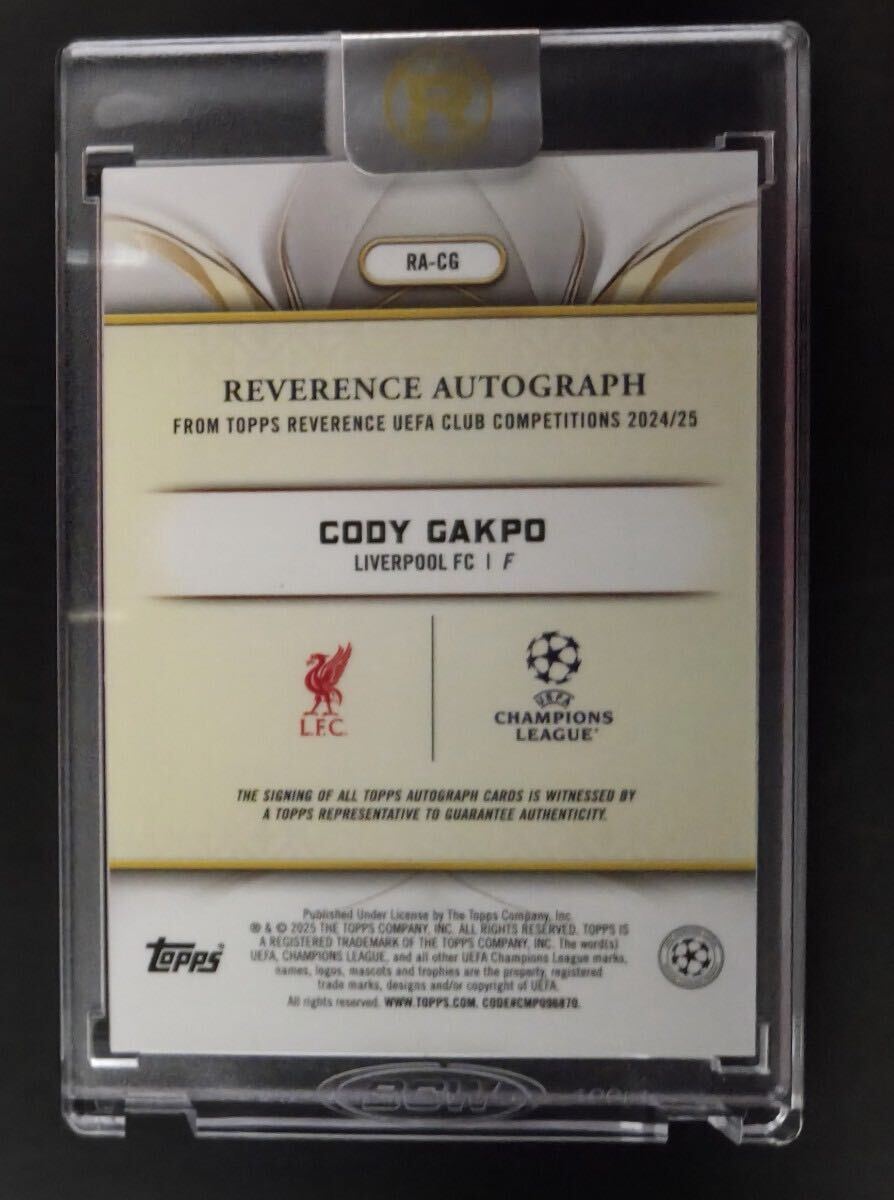 R
RA-CG
REVERENCE AUTOGRAPH
FROM TOPPS REVERENCE UEFA CLUB COMPETITIONS 2024/25
CODY GAKPO
LIVERPOOL FC | F
L.F.C.
UEFA
CHAMPIONS
LEAGUE®
THE SIGNING OF ALL TOPPS AUTOGRAPH CARDS IS WITNESSED BY
A TOPPS REPRESENTATIVE TO GUARANTEE AUTHENTICITY.
Published Under License by The Topps Company, Inc.
® & © 2025 THE TOPPS COMPANY, INC. ALL RIGHTS RESERVED. TOPPS IS
A REGISTERED TRADEMARK OF THE TOPPS COMPANY, INC. The word(s)
UEFA, CHAMPIONS LEAGUE, and all other UEFA Champions League marks,
names, logos, mascots and trophies are the property, registered
trade marks, designs and/or copyright of UEFA.
All rights reserved. WWW.TOPPS.COM. CODE#CMP096870.
topps®
BCW